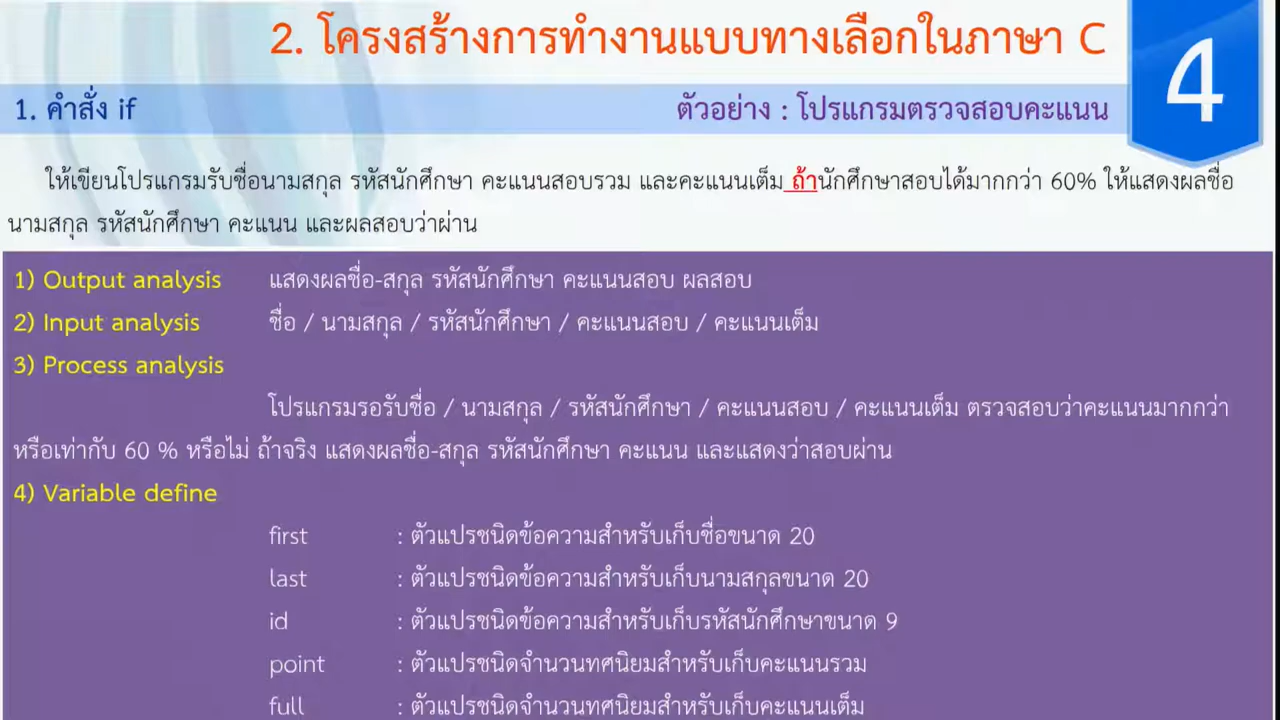 2. โครงสร้างการทำงานแบบทางเลือกในภาษา C
4
1. คำสั่ง if ตัวอย่าง : โปรแกรมตรวจสอบคะแนน
ให้เขียนโปรแกรมรับชื่อนามสกุล รหัสนักศึกษา คะแนนสอบรวม และคะแนนเต็ม ถ้านักศึกษาสอบได้มากกว่า 60% ให้แสดงผลชื่อ
นามสกุล รหัสนักศึกษา คะแนน และผลสอบว่าผ่าน
1) Output analysis แสดงผลชื่อ-สกุล รหัสนักศึกษา คะแนนสอบ ผลสอบ
2) Input analysis ชื่อ / นามสกุล / รหัสนักศึกษา / คะแนนสอบ / คะแนนเต็ม
3) Process analysis
โปรแกรมรอรับชื่อ / นามสกุล / รหัสนักศึกษา / คะแนนสอบ / คะแนนเต็ม ตรวจสอบว่าคะแนนมากกว่า
หรือเท่ากับ 60 % หรือไม่ ถ้าจริง แสดงผลชื่อ-สกุล รหัสนักศึกษา คะแนน และแสดงว่าสอบผ่าน
4) Variable define
first : ตัวแปรชนิดข้อความสำหรับเก็บชื่อขนาด 20
last : ตัวแปรชนิดข้อความสำหรับเก็บนามสกุลขนาด 20
id : ตัวแปรชนิดข้อความสำหรับเก็บรหัสนักศึกษาขนาด 9
point : ตัวแปรชนิดจำนวนทศนิยมสำหรับเก็บคะแนนรวม
full : ตัวแปรชนิดจำนวนทศนิยมสำหรับเก็บคะแนนเต็ม